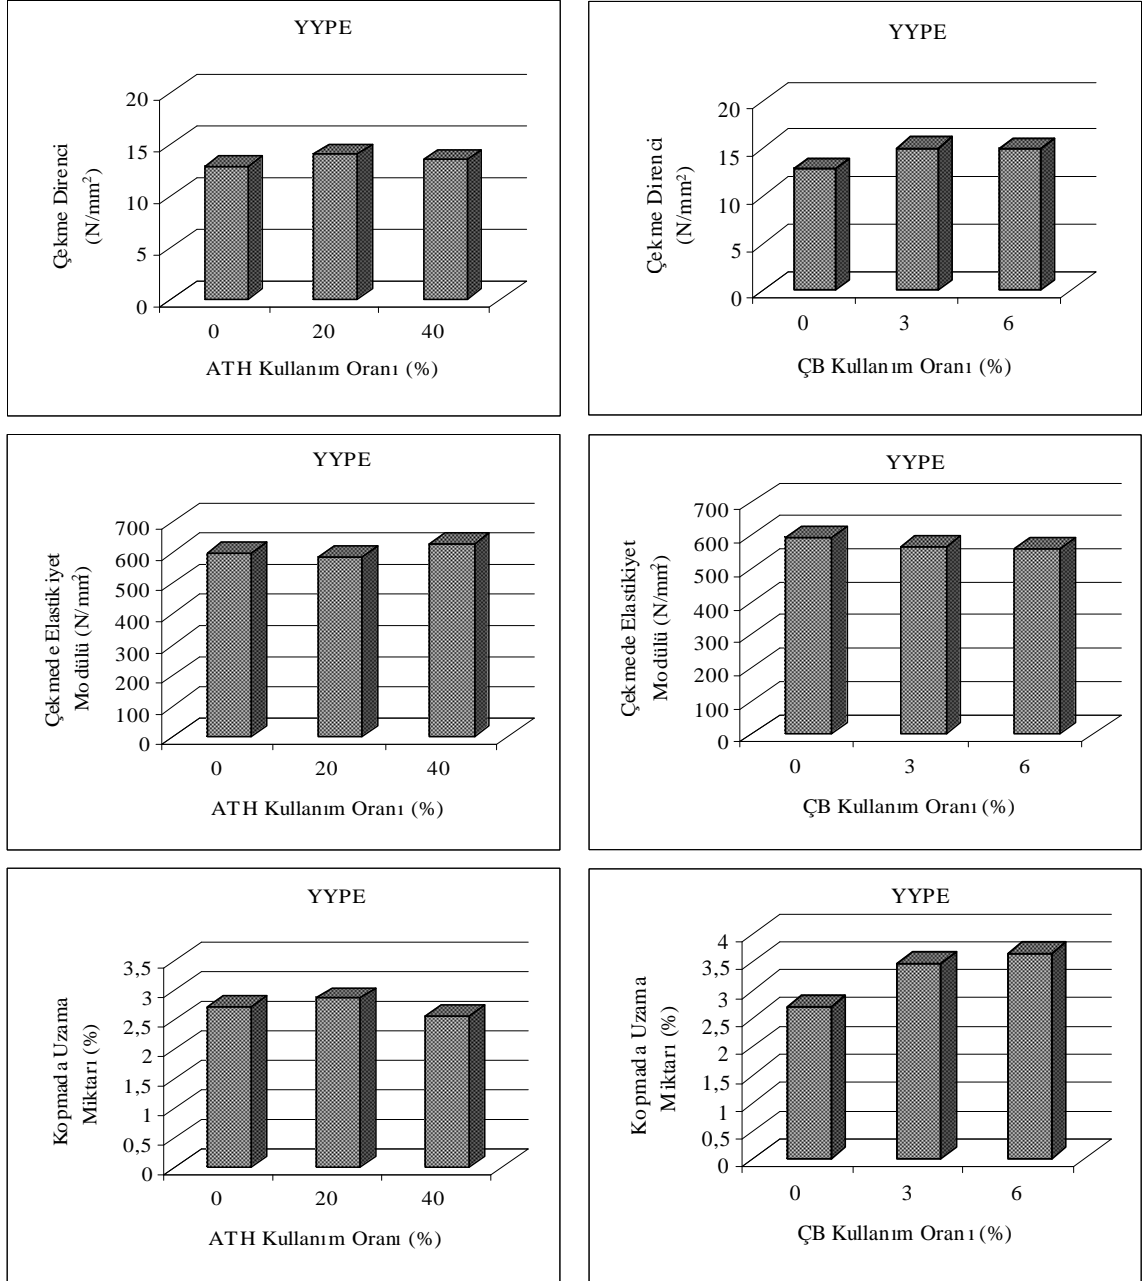 YYPE
Çekme Direnci
(N/mm²)
20
15
10
5
0
0 20 40
ATH Kullanım Oranı (%)
YYPE
Çekme Direnci
(N/mm²)
20
15
10
5
0
0 3 6
ÇB Kullanım Oranı (%)
YYPE
Çekmede Elastikiyet
Modülü (N/mm²)
700
600
500
400
300
200
100
0
0 20 40
ATH Kullanım Oranı (%)
YYPE
Çekmede Elastikiyet
Modülü (N/mm²)
700
600
500
400
300
200
100
0
0 3 6
ÇB Kullanım Oranı (%)
YYPE
Kopmada Uzama
Miktarı (%)
3,5
3
2,5
2
1,5
1
0,5
0
0 20 40
ATH Kullanım Oranı (%)
YYPE
Kopmada Uzama
Miktarı (%)
4
3,5
3
2,5
2
1,5
1
0,5
0
0 3 6
ÇB Kullanım Oranı (%)